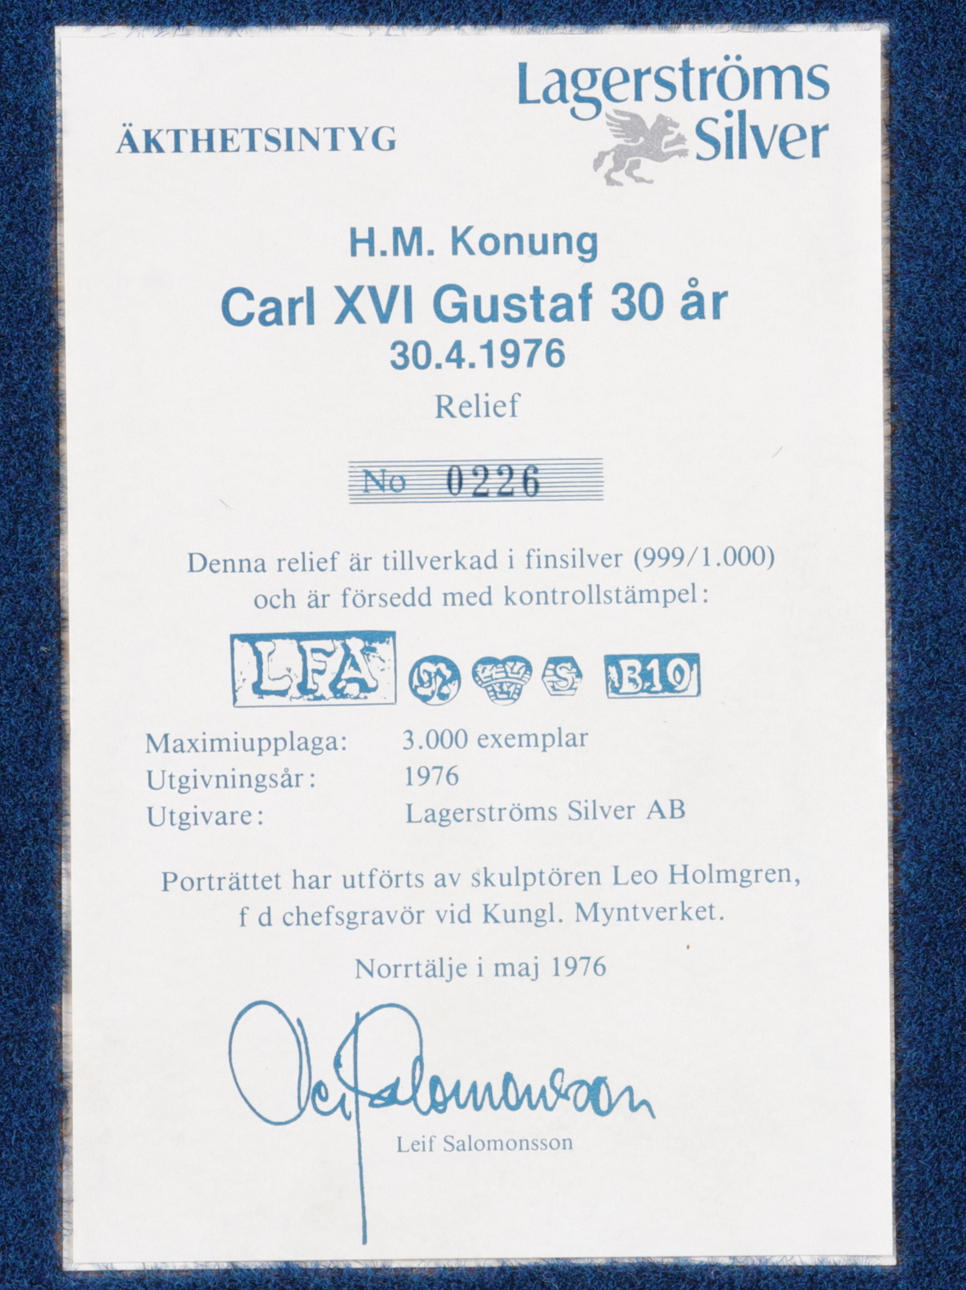 Lagerströms
Silver
ÄKTHETSINTYG
H.M. Konung
Carl XVI Gustaf 30 år
30.4.1976
Relief
No 0226
Denna relief är tillverkad i finsilver (999/1.000)
och är försedd med kontrollstämpel:
LFA S B10
Maximiupplaga: 3.000 exemplar
Utgivningsår: 1976
Utgivare: Lagerströms Silver AB
Porträttet har utförts av skulptören Leo Holmgren,
f d chefsgravör vid Kungl. Myntverket.
Norrtälje i maj 1976
Leif Salomonsson
Leif Salomonsson